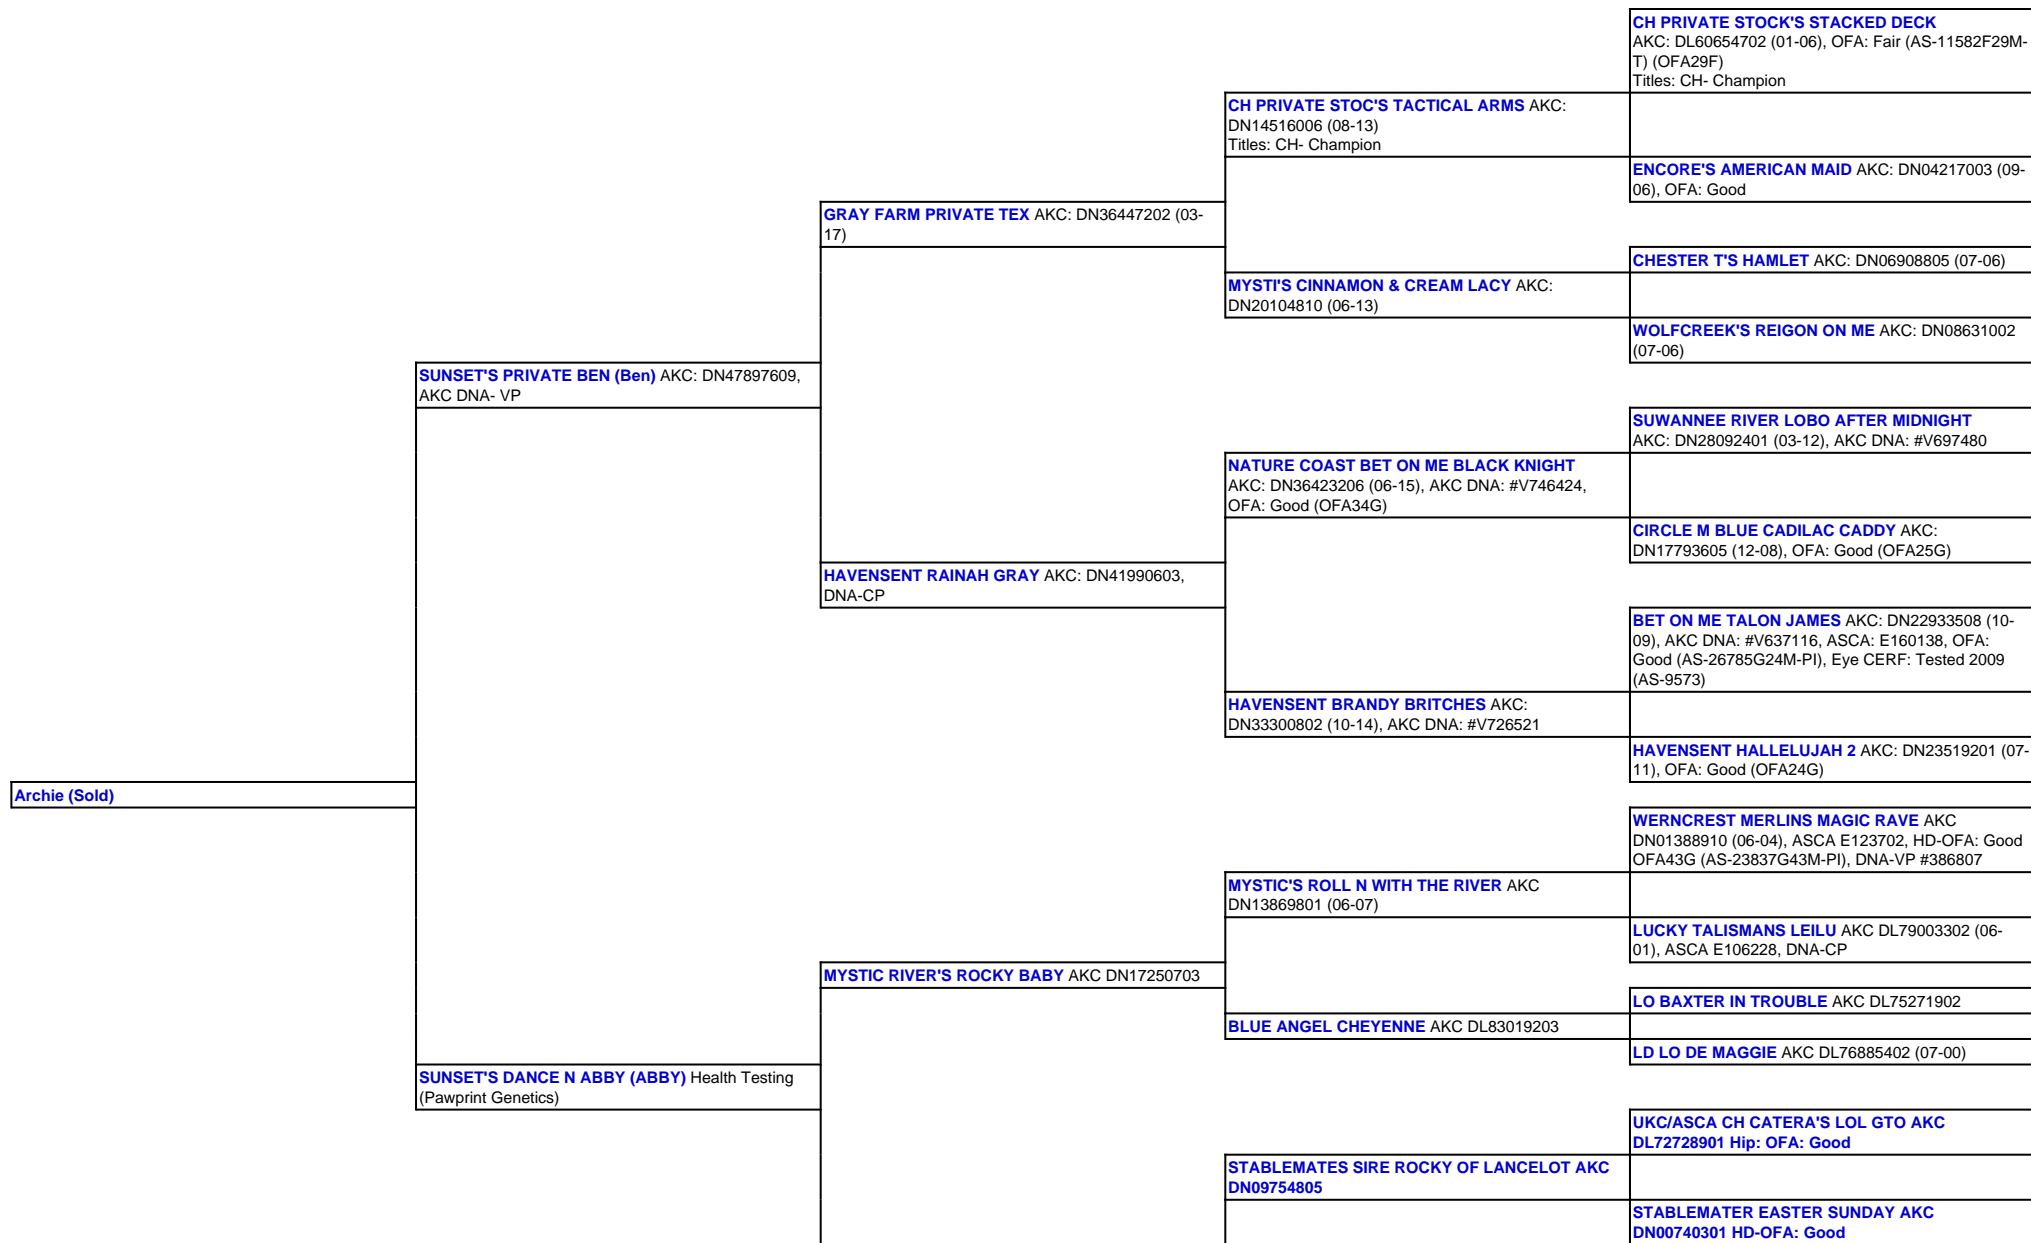 CH PRIVATE STOCK'S STACKED DECK
AKC: DL60654702 (01-06), OFA: Fair (AS-11582F29M-
T) (OFA29F)
Titles: CH- Champion
CH PRIVATE STOC'S TACTICAL ARMS AKC:
DN14516006 (08-13)
Titles: CH- Champion
ENCORE'S AMERICAN MAID AKC: DN04217003 (09-
06), OFA: Good
GRAY FARM PRIVATE TEX AKC: DN36447202 (03-
17)
CHESTER T'S HAMLET AKC: DN06908805 (07-06)
MYSTI'S CINNAMON & CREAM LACY AKC:
DN20104810 (06-13)
WOLFCREEK'S REIGON ON ME AKC: DN08631002
(07-06)
SUNSET'S PRIVATE BEN (Ben) AKC: DN47897609,
AKC DNA- VP
SUWANNEE RIVER LOBO AFTER MIDNIGHT
AKC: DN28092401 (03-12), AKC DNA: #V697480
NATURE COAST BET ON ME BLACK KNIGHT
AKC: DN36423206 (06-15), AKC DNA: #V746424,
OFA: Good (OFA34G)
CIRCLE M BLUE CADILAC CADDY AKC:
DN17793605 (12-08), OFA: Good (OFA25G)
HAVENSENT RAINAH GRAY AKC: DN41990603,
DNA-CP
BET ON ME TALON JAMES AKC: DN22933508 (10-
09), AKC DNA: #V637116, ASCA: E160138, OFA:
Good (AS-26785G24M-PI), Eye CERF: Tested 2009
(AS-9573)
HAVENSENT BRANDY BRITCHES AKC:
DN33300802 (10-14), AKC DNA: #V726521
HAVENSENT HALLELUJAH 2 AKC: DN23519201 (07-
11), OFA: Good (OFA24G)
Archie (Sold)
WERNCREST MERLINS MAGIC RAVE AKC
DN01388910 (06-04), ASCA E123702, HD-OFA: Good
OFA43G (AS-23837G43M-PI), DNA-VP #386807
MYSTIC'S ROLL N WITH THE RIVER AKC
DN13869801 (06-07)
LUCKY TALISMANS LEILU AKC DL79003302 (06-
01), ASCA E106228, DNA-CP
MYSTIC RIVER'S ROCKY BABY AKC DN17250703
LO BAXTER IN TROUBLE AKC DL75271902
BLUE ANGEL CHEYENNE AKC DL83019203
LD LO DE MAGGIE AKC DL76885402 (07-00)
SUNSET'S DANCE N ABBY (ABBY) Health Testing
(Pawprint Genetics)
UKC/ASCA CH CATERA'S LOL GTO AKC
DL72728901 Hip: OFA: Good
STABLEMATES SIRE ROCKY OF LANCELOT AKC
DN09754805
STABLEMATER EASTER SUNDAY AKC
DN00740301 HD-OFA: Good